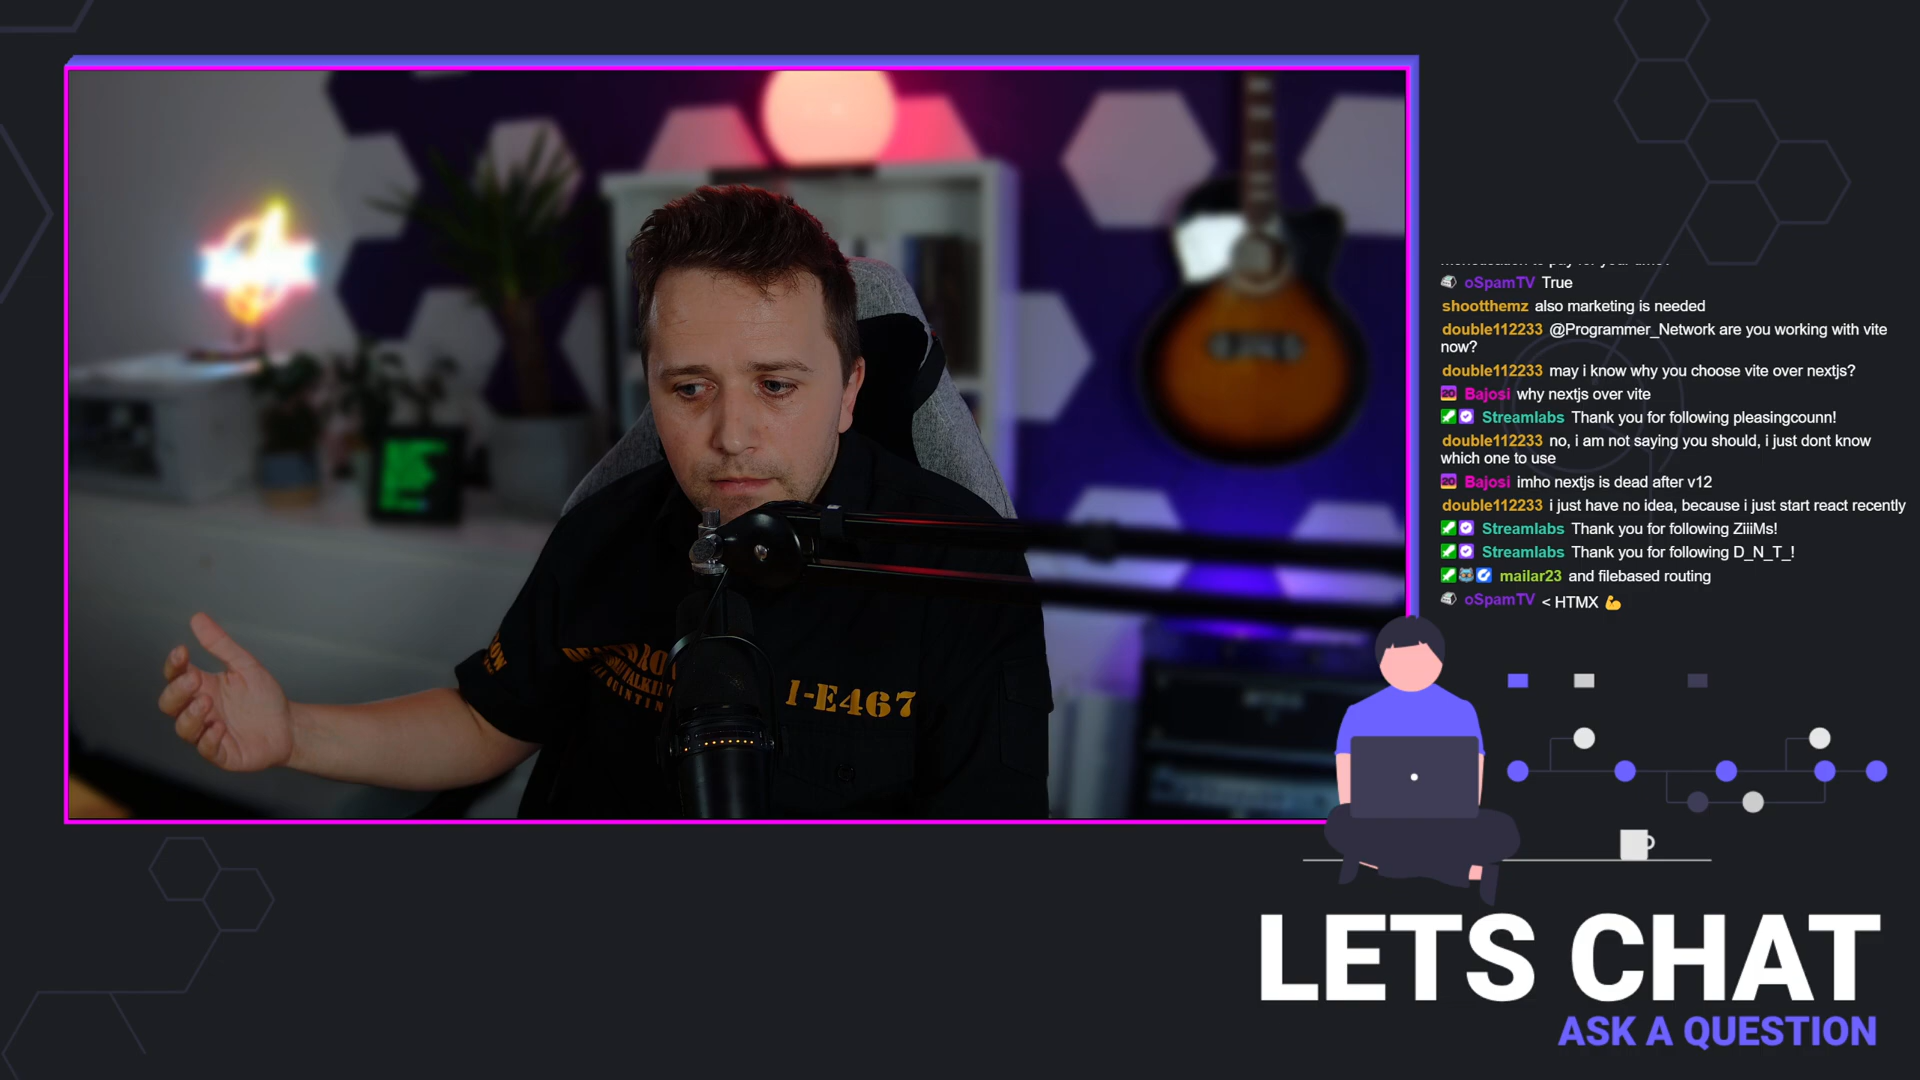 oSpamTV True
shootthemz also marketing is needed
double112233 @Programmer_Network are you working with vite
now?
double112233 may i know why you choose vite over nextjs?
20 Bajosi why nextjs over vite
Streamlabs Thank you for following pleasingcounn!
double112233 no, i am not saying you should, i just dont know
which one to use
20 Bajosi imho nextjs is dead after v12
double112233 i just have no idea, because i just start react recently
Streamlabs Thank you for following ZiiiMs!
Streamlabs Thank you for following D_N_T_!
mailar23 and filebased routing
oSpamTV < HTMX 💪
1-E467
LETS CHAT
ASK A QUESTION